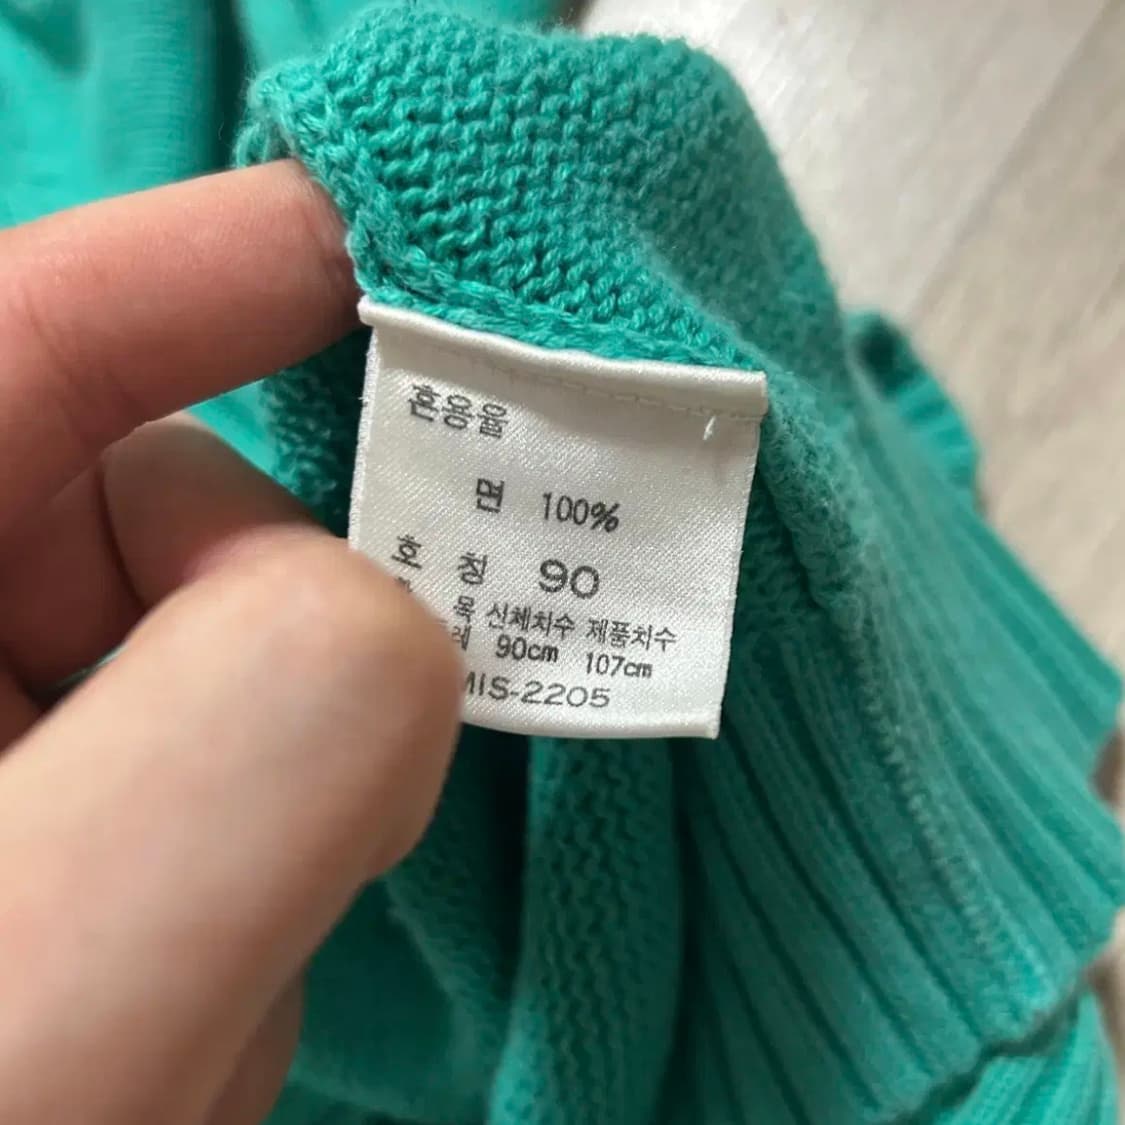 혼용율
면 100%
호 칭 90
목 신체치수 제품치수
레 90cm 107cm
MIS-2205